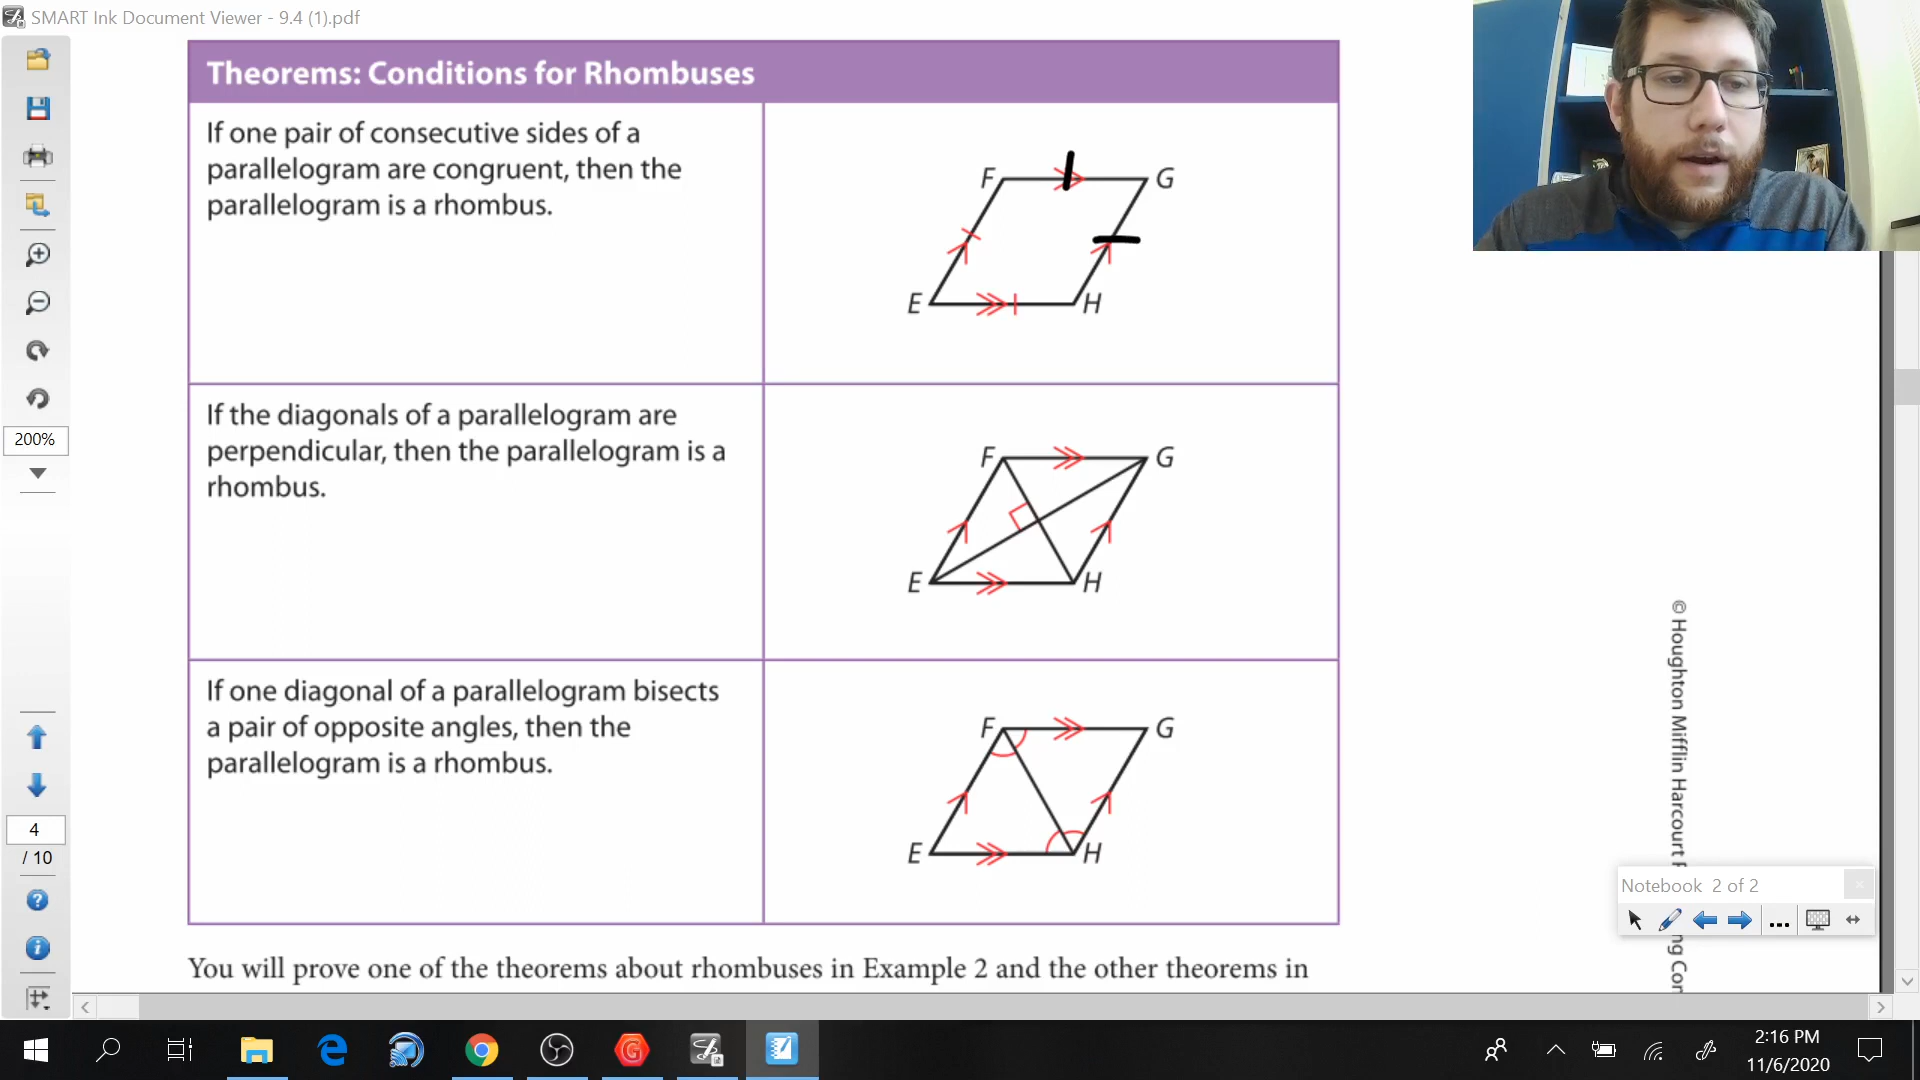 SMART Ink Document Viewer - 9.4 (1).pdf
Theorems: Conditions for Rhombuses
If one pair of consecutive sides of a
parallelogram are congruent, then the
parallelogram is a rhombus.
F
G
E
H
If the diagonals of a parallelogram are
perpendicular, then the parallelogram is a
rhombus.
F
G
E
H
If one diagonal of a parallelogram bisects
a pair of opposite angles, then the
parallelogram is a rhombus.
F
G
E
H
You will prove one of the theorems about rhombuses in Example 2 and the other theorems in
© Houghton Mifflin Harcourt
200%
4
/ 10
Notebook 2 of 2
...
2:16 PM
11/6/2020